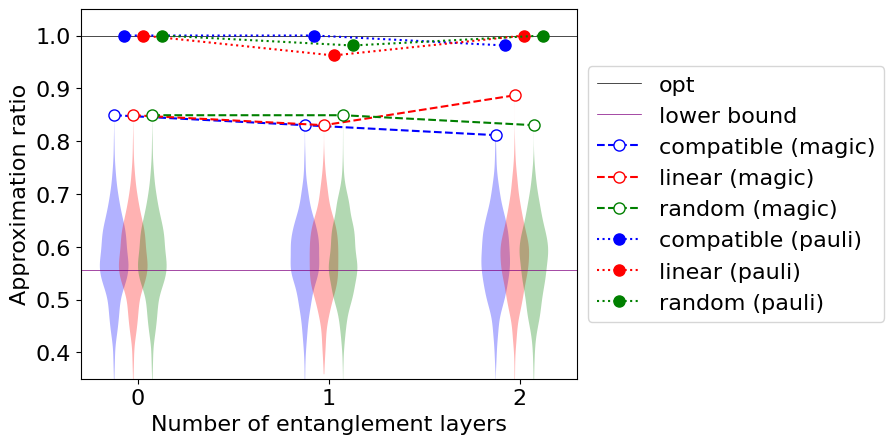 1.0
0.9
0.8
0.7
0.6
0.5
0.4
Approximation ratio
0 1 2
Number of entanglement layers
opt
lower bound
compatible (magic)
linear (magic)
random (magic)
compatible (pauli)
linear (pauli)
random (pauli)